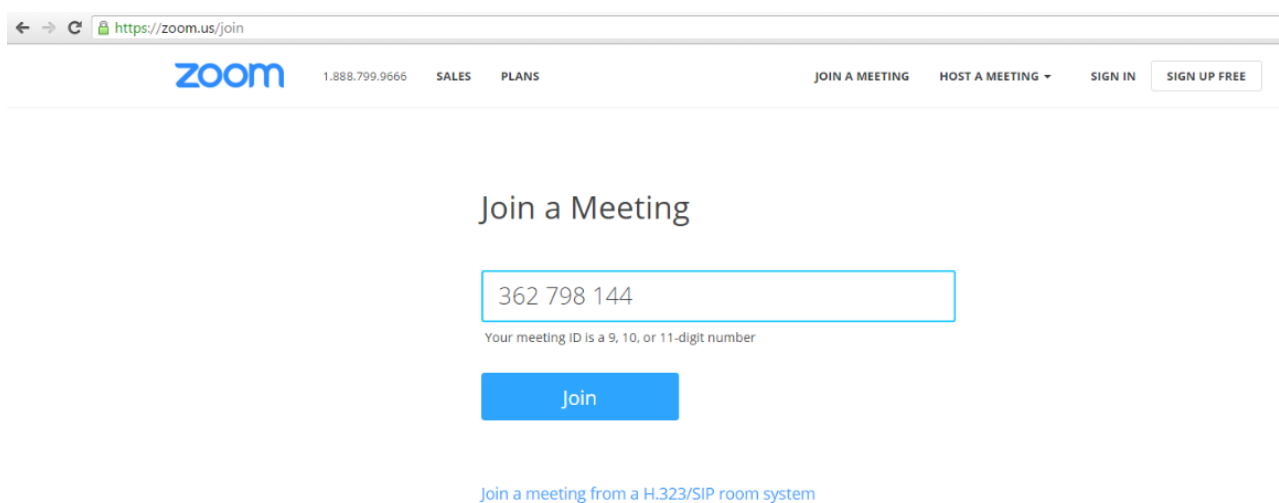 https://zoom.us/join
zoom 1.888.799.9666 SALES PLANS JOIN A MEETING HOST A MEETING SIGN IN SIGN UP FREE
Join a Meeting
362 798 144
Your meeting ID is a 9, 10, or 11-digit number
Join
Join a meeting from a H.323/SIP room system